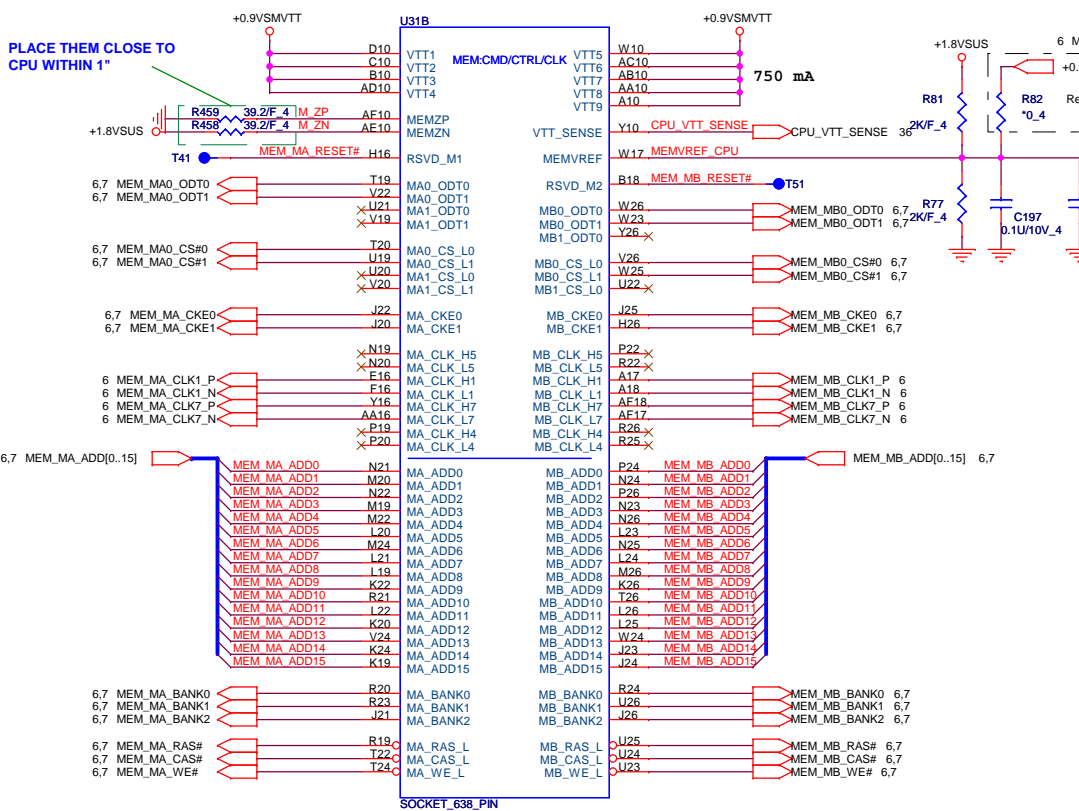 +0.9VSMVTT
U31B
+0.9VSMVTT
PLACE THEM CLOSE TO
CPU WITHIN 1"
MEM:CMD/CTRL/CLK
750 mA
D10 VTT1 VTT5 W10
C10 VTT2 VTT6 AC10
B10 VTT3 VTT7 AB10
AD10 VTT4 VTT8 AA10
VTT9 A10
R459 39.2/F_4 M_ZP AF10 MEMZP
+1.8VSUS R458 39.2/F_4 M_ZN AE10 MEMZN
VTT_SENSE Y10 CPU_VTT_SENSE CPU_VTT_SENSE 36
T41 MEM_MA_RESET# H16 RSVD_M1 MEMVREF W17 MEMVREF_CPU
RSVD_M2 B18 MEM_MB_RESET# T51
6,7 MEM_MA0_ODT0 T19 MA0_ODT0
6,7 MEM_MA0_ODT1 V22 MA0_ODT1
U21 MA1_ODT0 MB0_ODT0 W26 MEM_MB0_ODT0 6,7
V19 MA1_ODT1 MB0_ODT1 W23 MEM_MB0_ODT1 6,7
MB1_ODT0 Y26
6,7 MEM_MA0_CS#0 T20 MA0_CS_L0
6,7 MEM_MA0_CS#1 U19 MA0_CS_L1 MB0_CS_L0 V26 MEM_MB0_CS#0 6,7
U20 MA1_CS_L0 MB0_CS_L1 W25 MEM_MB0_CS#1 6,7
V20 MA1_CS_L1 MB1_CS_L0 U22
6,7 MEM_MA_CKE0 J22 MA_CKE0 MB_CKE0 J25 MEM_MB_CKE0 6,7
6,7 MEM_MA_CKE1 J20 MA_CKE1 MB_CKE1 H26 MEM_MB_CKE1 6,7
N19 MA_CLK_H5 MB_CLK_H5 P22
N20 MA_CLK_L5 MB_CLK_L5 R22
6 MEM_MA_CLK1_P E16 MA_CLK_H1 MB_CLK_H1 A17 MEM_MB_CLK1_P 6
6 MEM_MA_CLK1_N F16 MA_CLK_L1 MB_CLK_L1 A18 MEM_MB_CLK1_N 6
6 MEM_MA_CLK7_P Y16 MA_CLK_H7 MB_CLK_H7 AF18 MEM_MB_CLK7_P 6
6 MEM_MA_CLK7_N AA16 MA_CLK_L7 MB_CLK_L7 AF17 MEM_MB_CLK7_N 6
P19 MA_CLK_H4 MB_CLK_H4 R26
P20 MA_CLK_L4 MB_CLK_L4 R25
6,7 MEM_MA_ADD[0..15] MEM_MB_ADD[0..15] 6,7
MEM_MA_ADD0 N21 MA_ADD0 MB_ADD0 P24 MEM_MB_ADD0
MEM_MA_ADD1 M20 MA_ADD1 MB_ADD1 N24 MEM_MB_ADD1
MEM_MA_ADD2 N22 MA_ADD2 MB_ADD2 P26 MEM_MB_ADD2
MEM_MA_ADD3 M19 MA_ADD3 MB_ADD3 N23 MEM_MB_ADD3
MEM_MA_ADD4 M22 MA_ADD4 MB_ADD4 N26 MEM_MB_ADD4
MEM_MA_ADD5 L20 MA_ADD5 MB_ADD5 L23 MEM_MB_ADD5
MEM_MA_ADD6 M24 MA_ADD6 MB_ADD6 N25 MEM_MB_ADD6
MEM_MA_ADD7 L21 MA_ADD7 MB_ADD7 L24 MEM_MB_ADD7
MEM_MA_ADD8 L19 MA_ADD8 MB_ADD8 M26 MEM_MB_ADD8
MEM_MA_ADD9 K22 MA_ADD9 MB_ADD9 K26 MEM_MB_ADD9
MEM_MA_ADD10 R21 MA_ADD10 MB_ADD10 T26 MEM_MB_ADD10
MEM_MA_ADD11 L22 MA_ADD11 MB_ADD11 L26 MEM_MB_ADD11
MEM_MA_ADD12 K20 MA_ADD12 MB_ADD12 L25 MEM_MB_ADD12
MEM_MA_ADD13 V24 MA_ADD13 MB_ADD13 W24 MEM_MB_ADD13
MEM_MA_ADD14 K24 MA_ADD14 MB_ADD14 J23 MEM_MB_ADD14
MEM_MA_ADD15 K19 MA_ADD15 MB_ADD15 J24 MEM_MB_ADD15
6,7 MEM_MA_BANK0 R20 MA_BANK0 MB_BANK0 R24 MEM_MB_BANK0 6,7
6,7 MEM_MA_BANK1 R23 MA_BANK1 MB_BANK1 U26 MEM_MB_BANK1 6,7
6,7 MEM_MA_BANK2 J21 MA_BANK2 MB_BANK2 J26 MEM_MB_BANK2 6,7
6,7 MEM_MA_RAS# R19 MA_RAS_L MB_RAS_L U25 MEM_MB_RAS# 6,7
6,7 MEM_MA_CAS# T22 MA_CAS_L MB_CAS_L U24 MEM_MB_CAS# 6,7
6,7 MEM_MA_WE# T24 MA_WE_L MB_WE_L U23 MEM_MB_WE# 6,7
SOCKET_638_PIN
+1.8VSUS
6 M
+0.
R81
2K/F_4
R82
*0_4
Re
R77
2K/F_4
C197
0.1U/10V_4